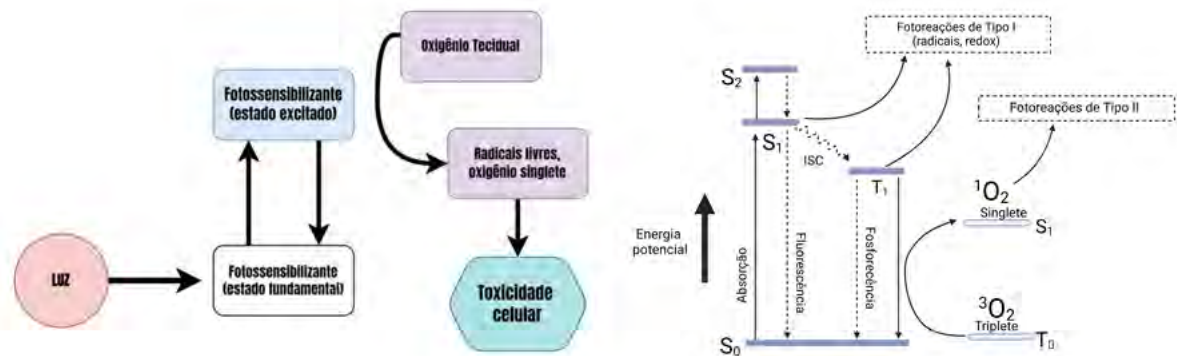 LUZ
Fotossensibilizante
(estado excitado)
Fotossensibilizante
(estado fundamental)
Oxigênio Tecidual
Radicais livres,
oxigênio singlete
Toxicidade
celular
Energia
potencial
S2
S1
S0
Absorção
Fluorescência
ISC
T1
Fosforecência
Fotoreações de Tipo I
(radicais, redox)
Fotoreações de Tipo II
1O2
Singlete
S1
3O2
Triplete